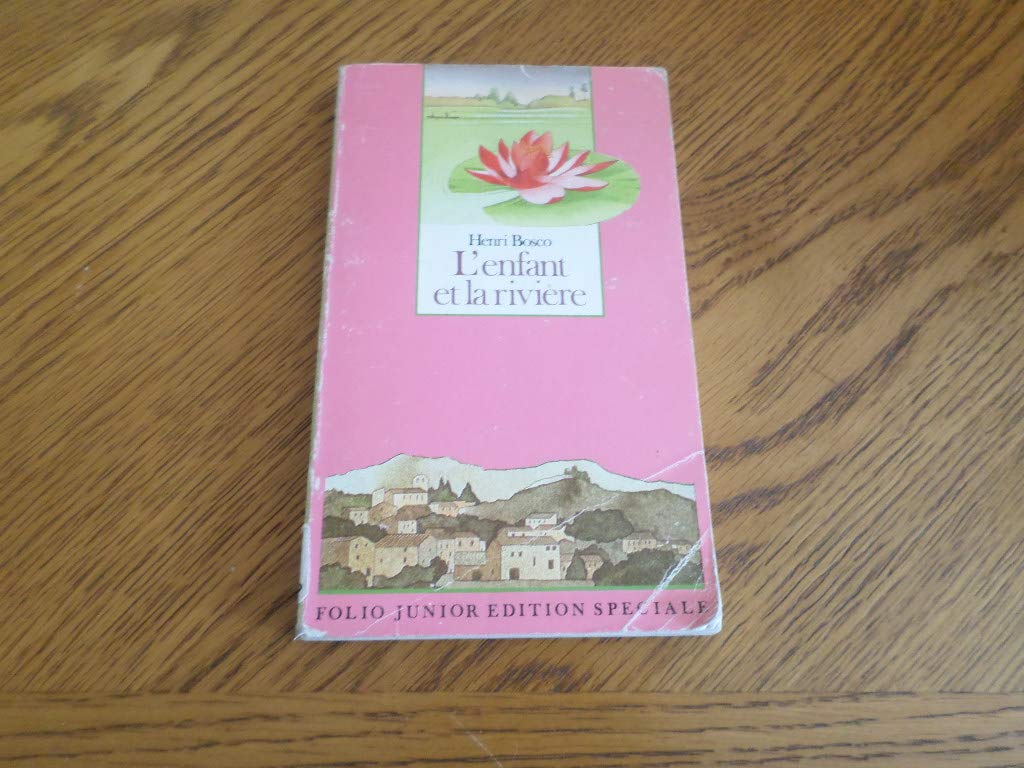 Henri Bosco
L'enfant
et la rivière
FOLIO JUNIOR EDITION SPECIALE